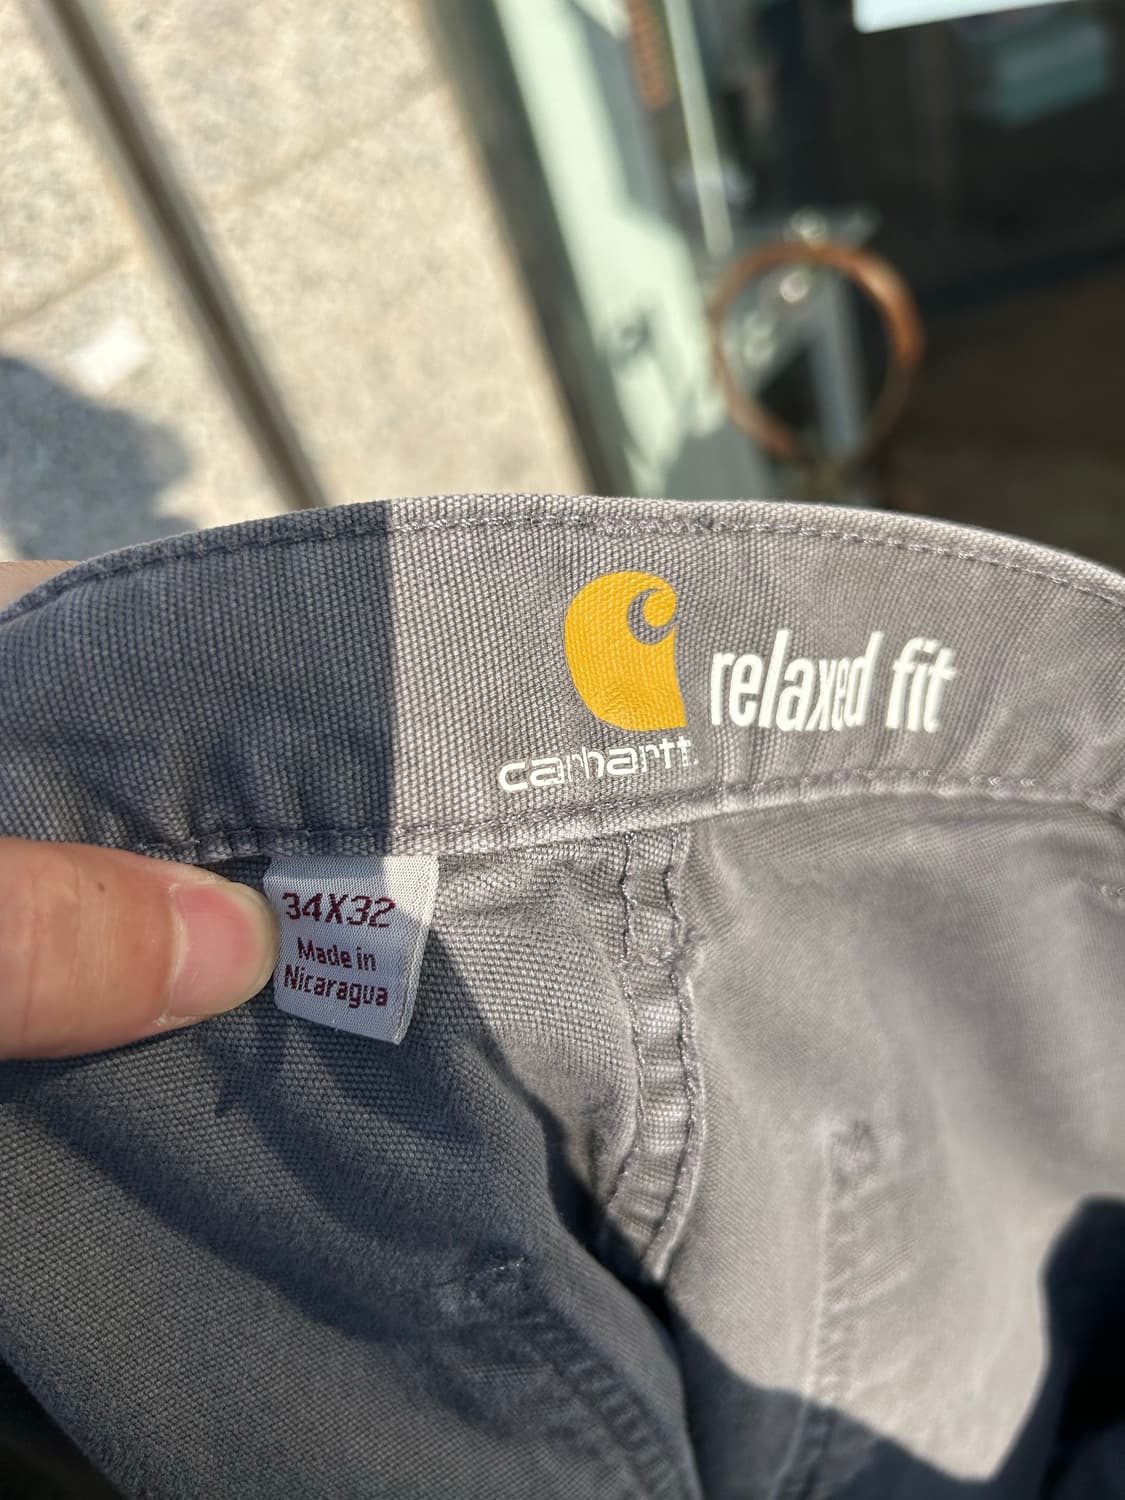 relaxed fit
carhartt
34X32
Made in
Nicaragua